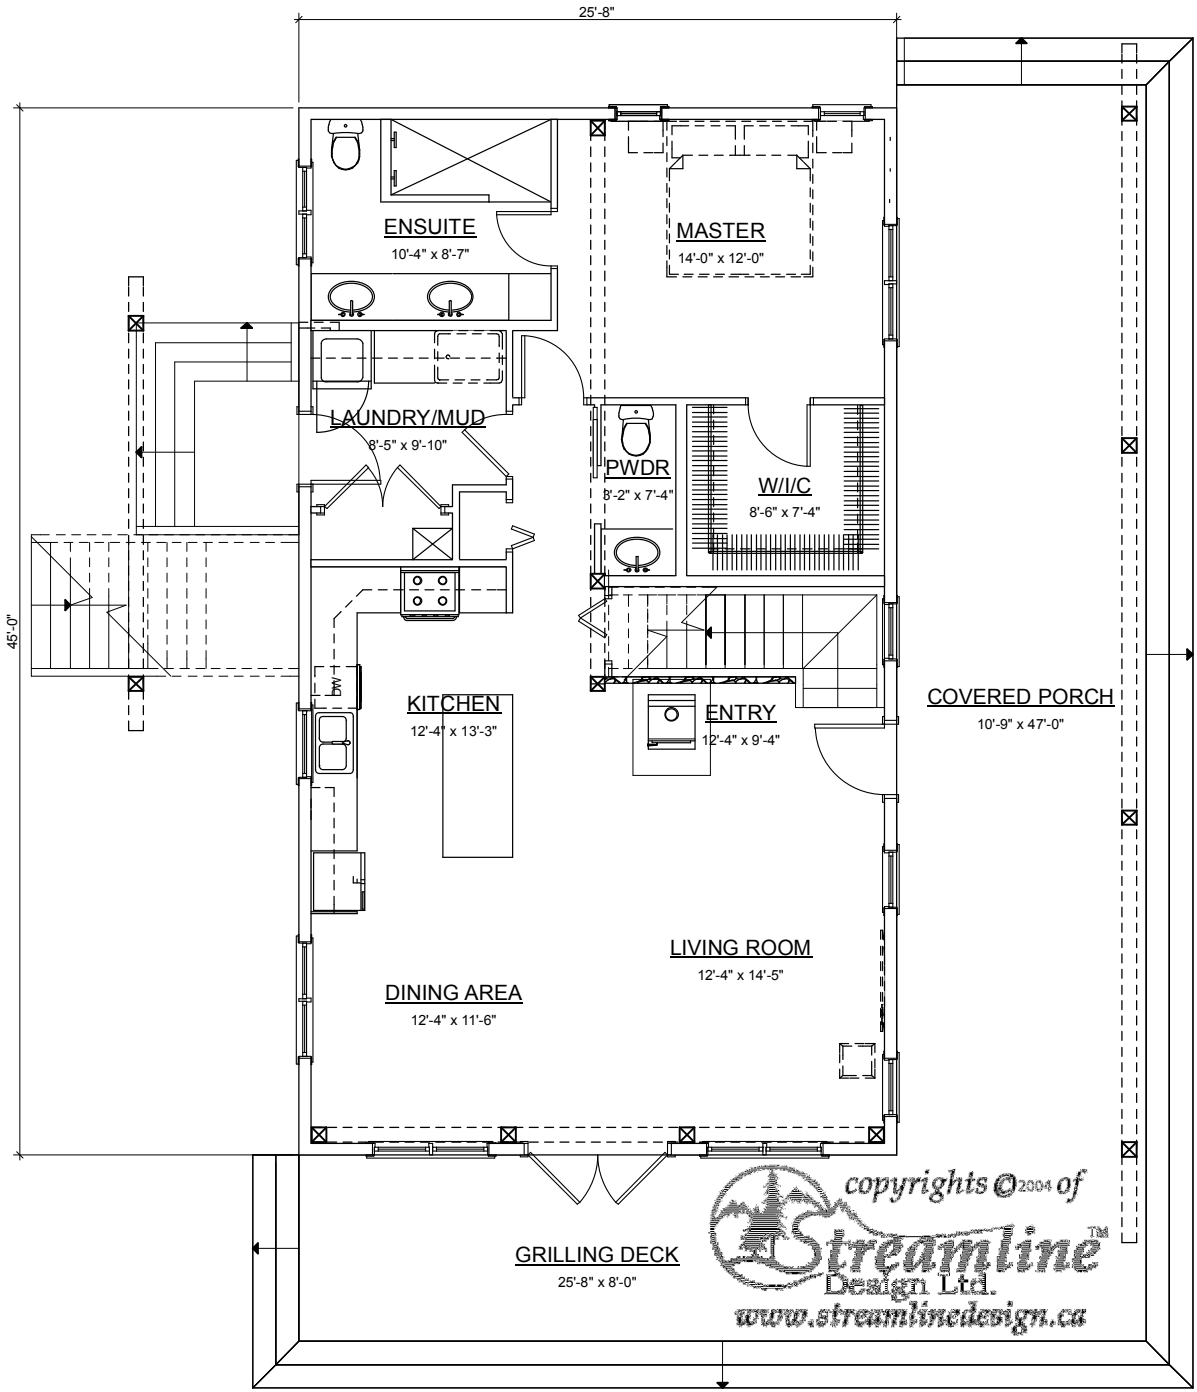 25'-8"
ENSUITE
10'-4" x 8'-7"
MASTER
14'-0" x 12'-0"
LAUNDRY/MUD
8'-5" x 9'-10"
PWDR
3'-2" x 7'-4"
W/I/C
8'-6" x 7'-4"
45'-0"
DW
KITCHEN
12'-4" x 13'-3"
ENTRY
12'-4" x 9'-4"
COVERED PORCH
10'-9" x 47'-0"
F
LIVING ROOM
12'-4" x 14'-5"
DINING AREA
12'-4" x 11'-6"
GRILLING DECK
25'-8" x 8'-0"
copyrights © 2004 of
Streamline™
Design Ltd.
www.streamlinedesign.ca